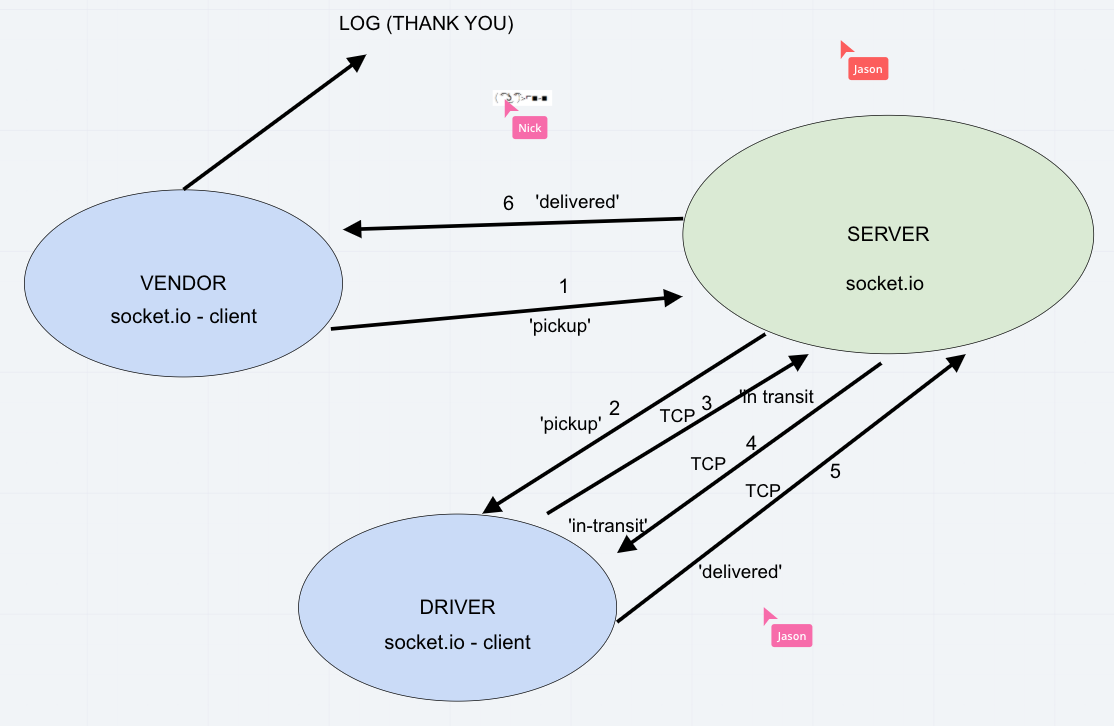 LOG (THANK YOU)
Jason
Nick
6 'delivered'
SERVER
socket.io
VENDOR
socket.io - client
1
'pickup'
'In transit
TCP 3
'pickup' 2
4
TCP
5
TCP
'in-transit'
'delivered'
DRIVER
socket.io - client
Jason